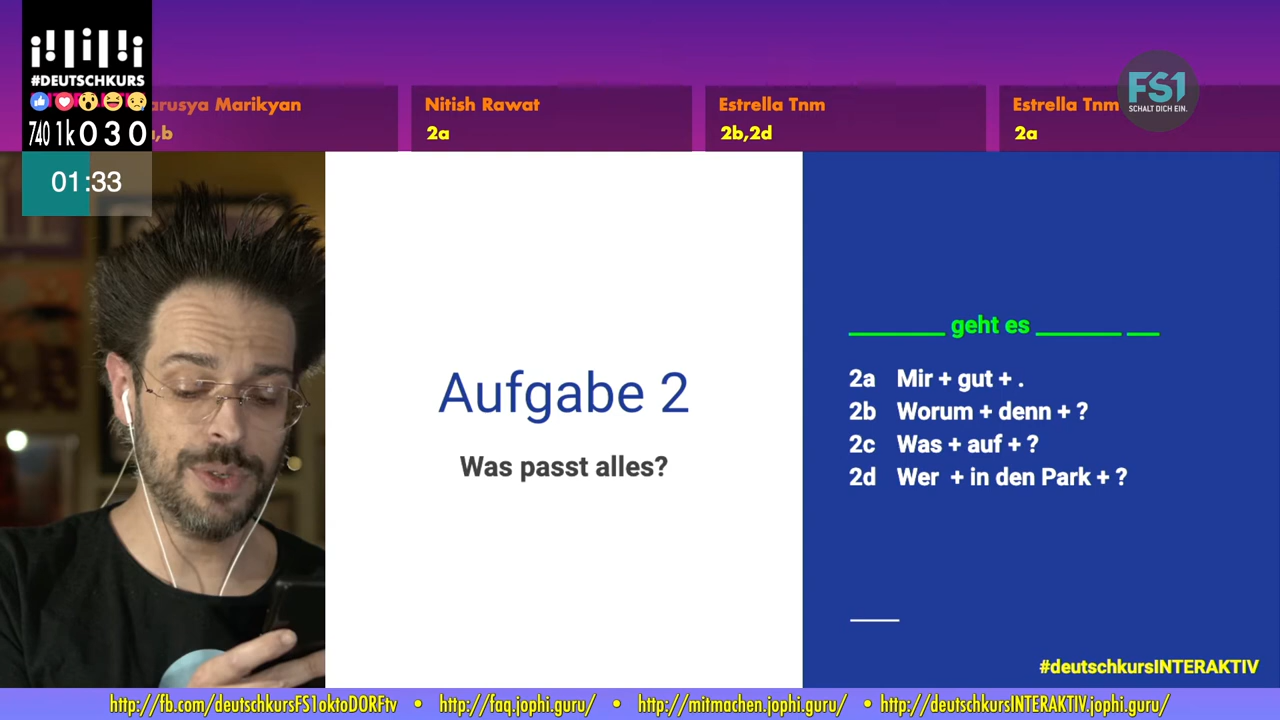 #DEUTSCHKURS
740 1k 0 3 0
01:33
arusya Marikyan
,b
Nitish Rawat
2a
Estrella Tnm
2b,2d
Estrella Tnm
2a
FS1
SCHALT DICH EIN.
Aufgabe 2
Was passt alles?
________ geht es _______ ___
2a Mir + gut + .
2b Worum + denn + ?
2c Was + auf + ?
2d Wer + in den Park + ?
#deutschkursINTERAKTIV
http://fb.com/deutschkursFS1oktoDORFtv • http://faq.jophi.guru/ • http://mitmachen.jophi.guru/ • http://deutschkursINTERAKTIV.jophi.guru/